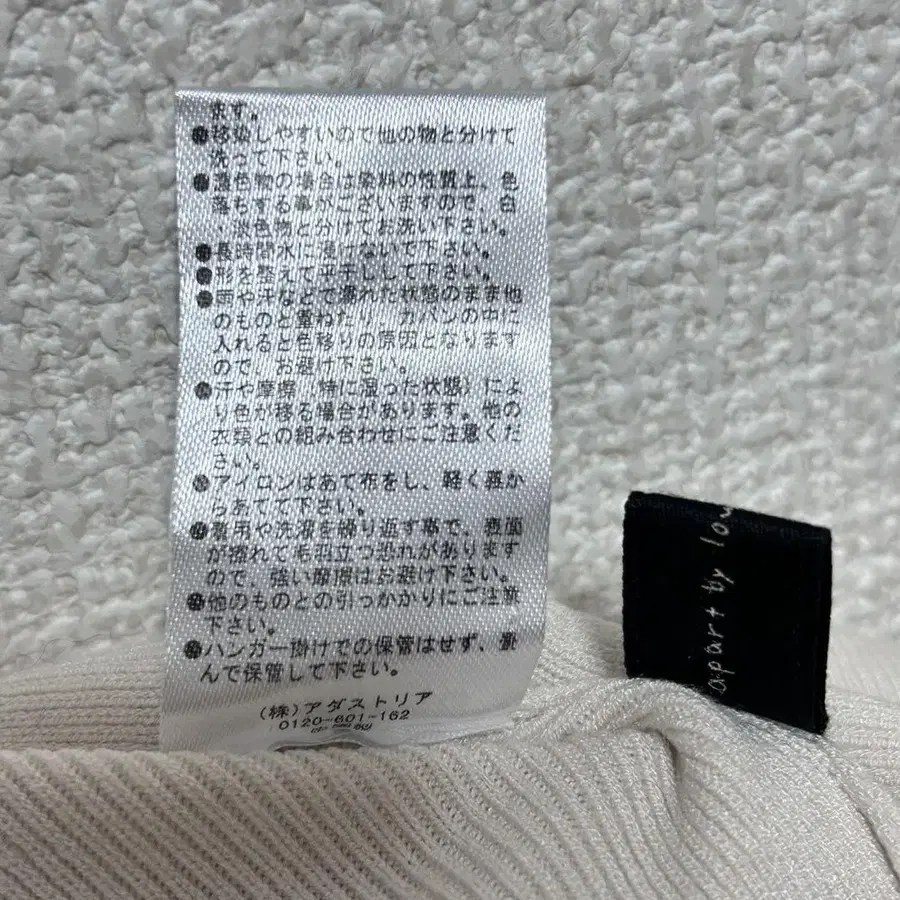 ます。
●移染しやすいので他の物と分けて
洗って下さい。
●濃色物の場合は染料の性質上、色
落ちする事がございますので、白
・淡色物と分けてお洗い下さい。
●長時間水に浸けないで下さい。
●形を整えて平干しして下さい。
●雨や汗などで濡れた状態のまま他
のものと重ねたり、カバンの中に
入れると色移りの原因となります
ので、お避け下さい。
●汗や摩擦（特に湿った状態）によ
り色が移る場合があります。他の
衣類との組み合わせにご注意くだ
さい。
●アイロンはあて布をし、軽く裏か
らあてて下さい。
●着用や洗濯を繰り返す事で、表面
が擦れて毛羽立つ恐れがあります
ので、強い摩擦はお避け下さい。
●他のものとの引っかかりにご注意
下さい。
●ハンガー掛けでの保管はせず、畳
んで保管して下さい。
(株)アダストリア
0120-601-162
apart by low